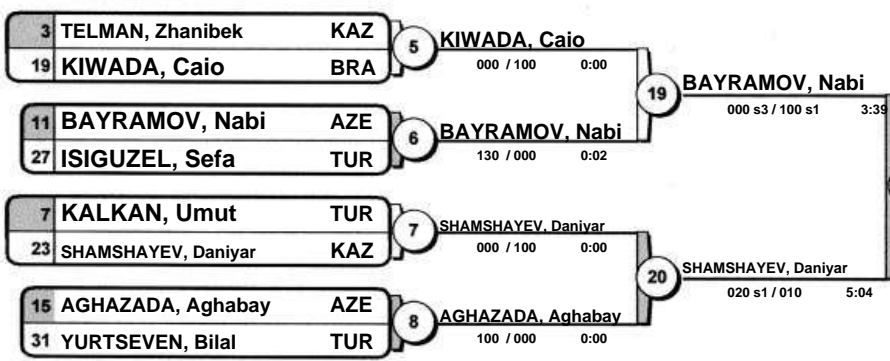 3 TELMAN, Zhanibek KAZ
19 KIWADA, Caio BRA
5
KIWADA, Caio
000 / 100 0:00
11 BAYRAMOV, Nabi AZE
27 ISIGUZEL, Sefa TUR
6
BAYRAMOV, Nabi
130 / 000 0:02
19
BAYRAMOV, Nabi
000 s3 / 100 s1 3:39
7 KALKAN, Umut TUR
23 SHAMSHAYEV, Daniyar KAZ
7
SHAMSHAYEV, Daniyar
000 / 100 0:00
15 AGHAZADA, Aghabay AZE
31 YURTSEVEN, Bilal TUR
8
AGHAZADA, Aghabay
100 / 000 0:00
20
SHAMSHAYEV, Daniyar
020 s1 / 010 5:04